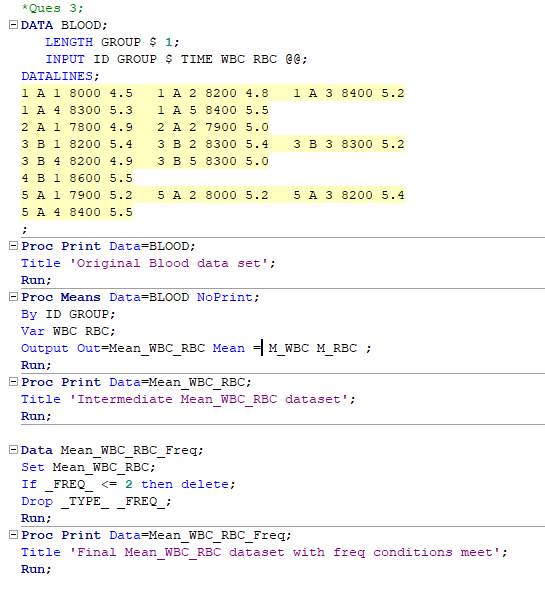 *Ques 3;
DATA BLOOD;
LENGTH GROUP $ 1;
INPUT ID GROUP $ TIME WBC RBC @@;
DATALINES;
1 A 1 8000 4.5   1 A 2 8200 4.8   1 A 3 8400 5.2
1 A 4 8300 5.3   1 A 5 8400 5.5
2 A 1 7800 4.9   2 A 2 7900 5.0
3 B 1 8200 5.4   3 B 2 8300 5.4   3 B 3 8300 5.2
3 B 4 8200 4.9   3 B 5 8300 5.0
4 B 1 8600 5.5
5 A 1 7900 5.2   5 A 2 8000 5.2   5 A 3 8200 5.4
5 A 4 8400 5.5
;
Proc Print Data=BLOOD;
Title 'Original Blood data set';
Run;
Proc Means Data=BLOOD NoPrint;
By ID GROUP;
Var WBC RBC;
Output Out=Mean_WBC_RBC Mean = M_WBC M_RBC ;
Run;
Proc Print Data=Mean_WBC_RBC;
Title 'Intermediate Mean_WBC_RBC dataset';
Run;
Data Mean_WBC_RBC_Freq;
Set Mean_WBC_RBC;
If _FREQ_ <= 2 then delete;
Drop _TYPE_ _FREQ_;
Run;
Proc Print Data=Mean_WBC_RBC_Freq;
Title 'Final Mean_WBC_RBC dataset with freq conditions meet';
Run;